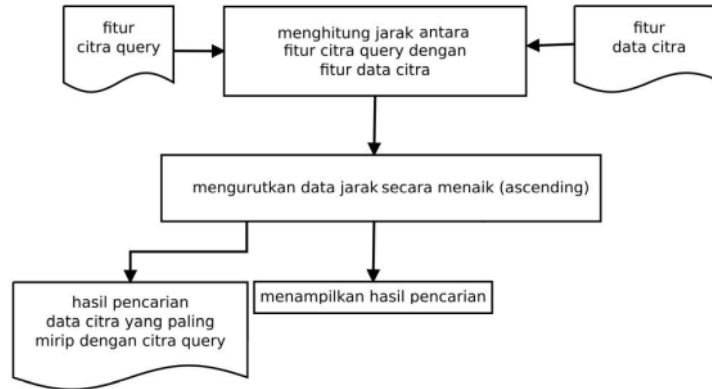 fitur
citra query
menghitung jarak antara
fitur citra query dengan
fitur data citra
fitur
data citra
mengurutkan data jarak secara menaik (ascending)
hasil pencarian
data citra yang paling
mirip dengan citra query
menampilkan hasil pencarian